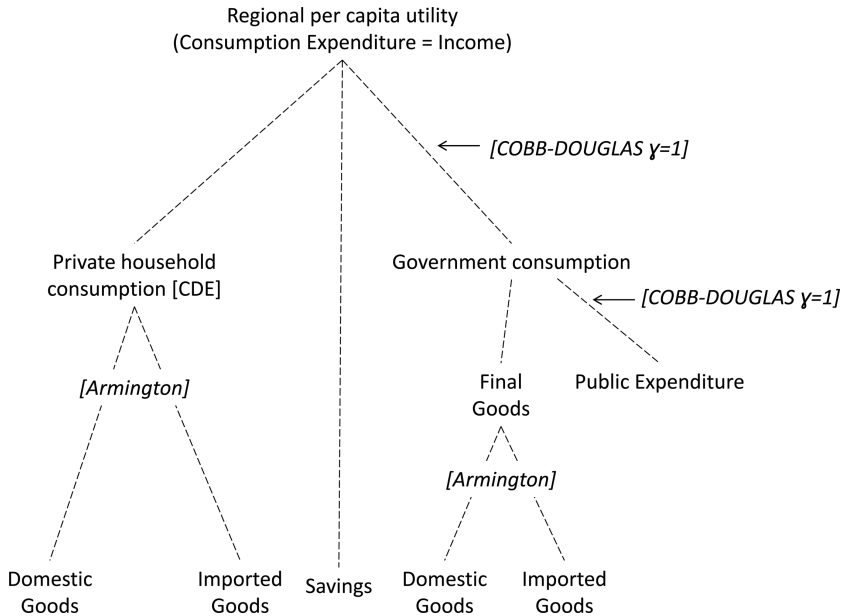 Regional per capita utility
(Consumption Expenditure = Income)
[COBB-DOUGLAS ɣ=1]
Private household
consumption [CDE]
Government consumption
[COBB-DOUGLAS ɣ=1]
[Armington]
Final
Goods
Public Expenditure
[Armington]
Domestic
Goods
Imported
Goods
Savings
Domestic
Goods
Imported
Goods